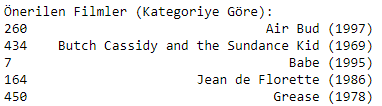 Önerilen Filmler (Kategoriye Göre):
260 Air Bud (1997)
434 Butch Cassidy and the Sundance Kid (1969)
7 Babe (1995)
164 Jean de Florette (1986)
450 Grease (1978)